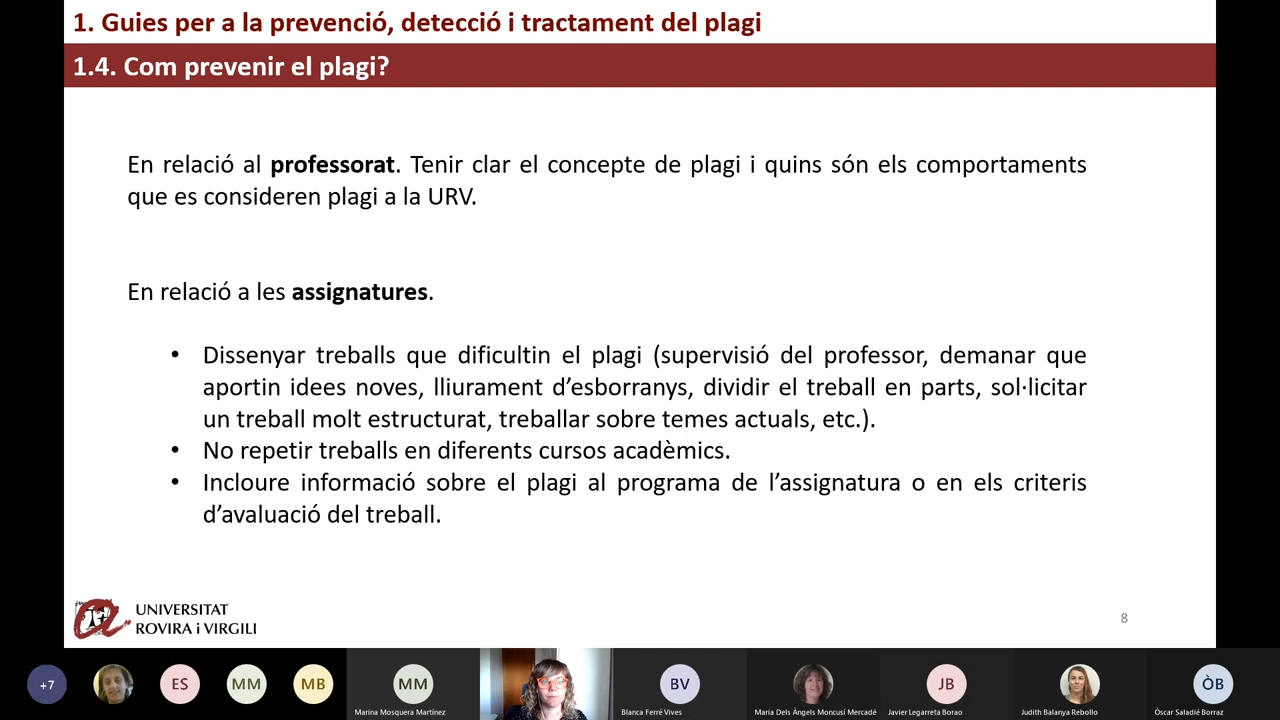 1. Guies per a la prevenció, detecció i tractament del plagi
1.4. Com prevenir el plagi?
En relació al professorat. Tenir clar el concepte de plagi i quins són els comportaments
que es consideren plagi a la URV.
En relació a les assignatures.
• Dissenyar treballs que dificultin el plagi (supervisió del professor, demanar que
aportin idees noves, lliurament d’esborranys, dividir el treball en parts, sol·licitar
un treball molt estructurat, treballar sobre temes actuals, etc.).
• No repetir treballs en diferents cursos acadèmics.
• Incloure informació sobre el plagi al programa de l’assignatura o en els criteris
d’avaluació del treball.
UNIVERSITAT
ROVIRA i VIRGILI
8
+7
ES
MM
MB
MM
BV
JB
ÒB
Marina Mosquera Martínez
Blanca Ferré Vives
Maria Dels Àngels Moncusí Mercadé
Javier Legarreta Borao
Judith Balanya Rebollo
Òscar Saladié Borraz